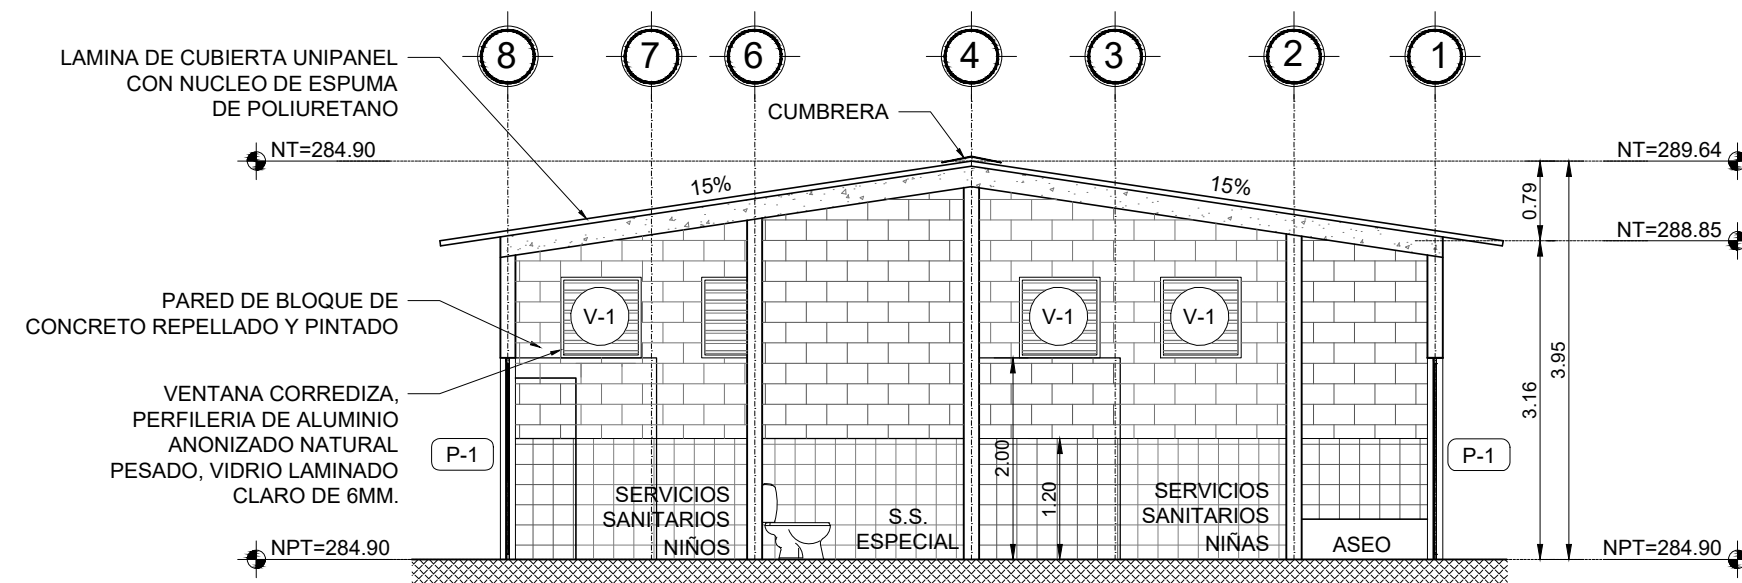 8
7
6
4
3
2
1
LAMINA DE CUBIERTA UNIPANEL
CON NUCLEO DE ESPUMA
DE POLIURETANO
CUMBRERA
NT=284.90
NT=289.64
15%
15%
0.79
NT=288.85
PARED DE BLOQUE DE
CONCRETO REPELLADO Y PINTADO
V-1
V-1
V-1
3.95
3.16
VENTANA CORREDIZA,
PERFILERIA DE ALUMINIO
ANONIZADO NATURAL
PESADO, VIDRIO LAMINADO
CLARO DE 6MM.
P-1
P-1
2.00
1.20
SERVICIOS
SANITARIOS
NIÑOS
S.S.
ESPECIAL
SERVICIOS
SANITARIOS
NIÑAS
ASEO
NPT=284.90
NPT=284.90